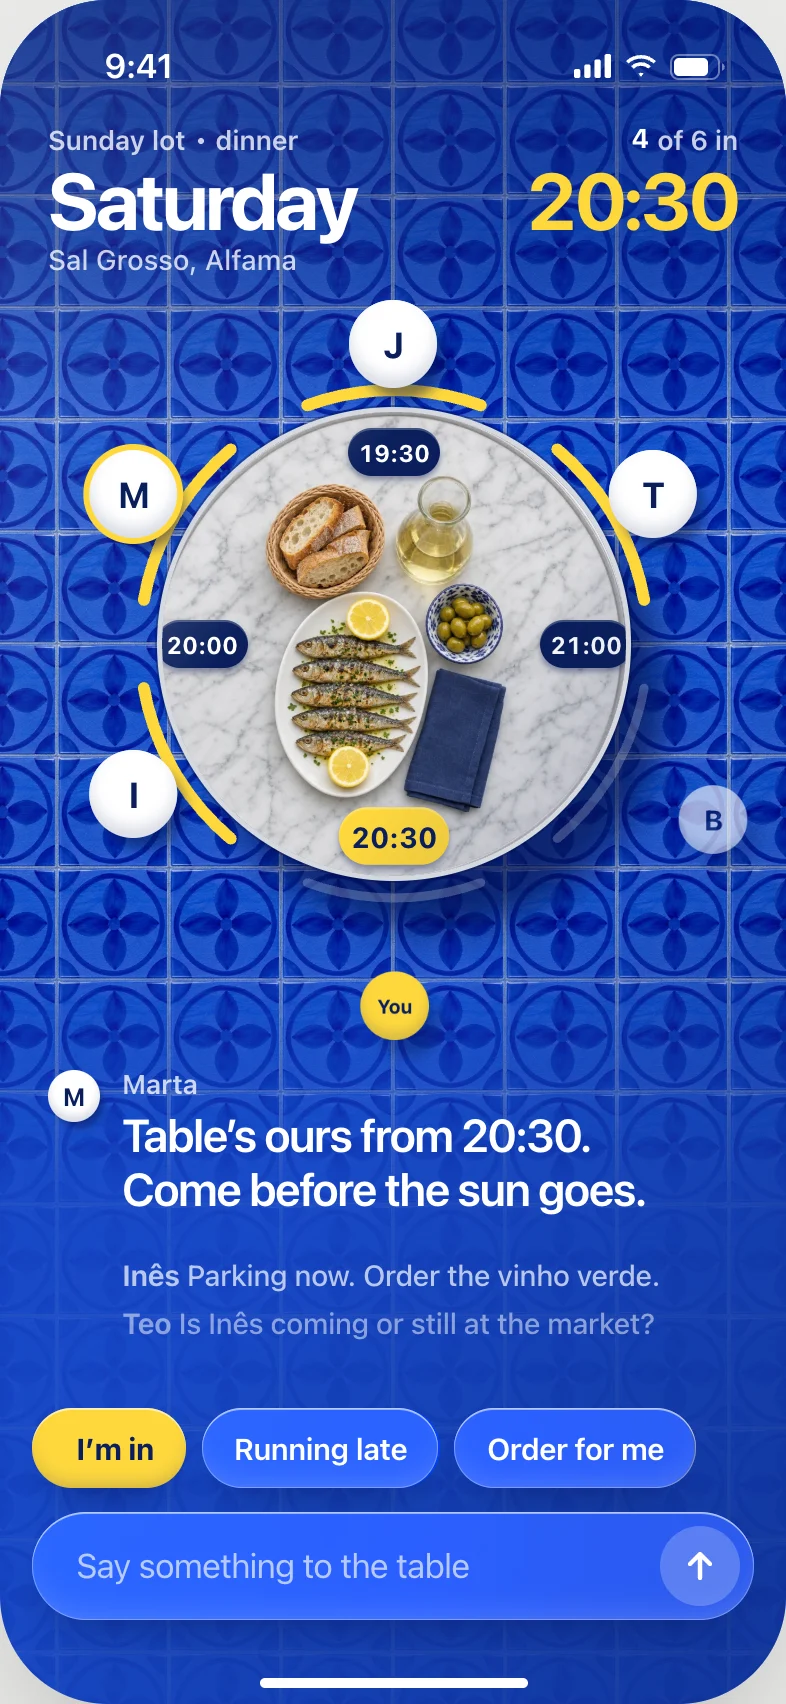 9:41
Sunday lot • dinner
4 of 6 in
Saturday
20:30
Sal Grosso, Alfama
J
19:30
M
T
20:00
21:00
I
B
20:30
You
M
Marta
Table’s ours from 20:30.
Come before the sun goes.
Inês Parking now. Order the vinho verde.
Teo Is Inês coming or still at the market?
I’m in
Running late
Order for me
Say something to the table